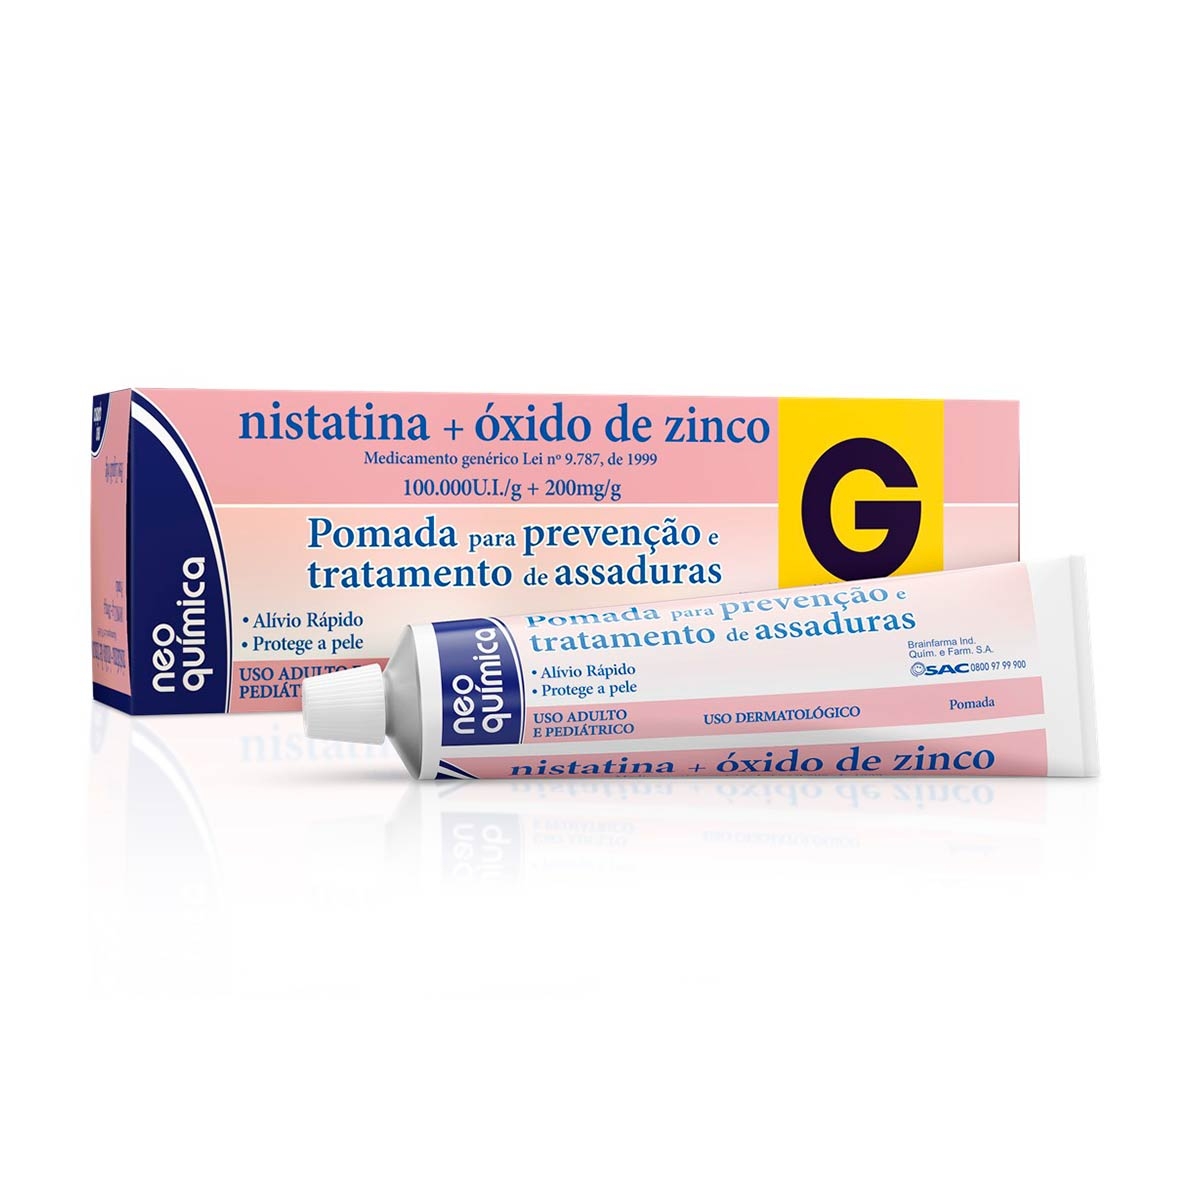 nistatina + óxido de zinco
Medicamento genérico Lei nº 9.787, de 1999
100.000U.I./g + 200mg/g
Pomada para prevenção e
tratamento de assaduras
• Alívio Rápido
• Protege a pele
USO ADULTO
PEDIÁT
neo
química
G
Pomada para prevenção e
tratamento de assaduras
• Alívio Rápido
• Protege a pele
USO ADULTO
E PEDIÁTRICO
USO DERMATOLÓGICO
Pomada
Brainfarma Ind.
Quím. e Farm. S.A.
SAC 0800 97 99 900
neo
química
nistatina + óxido de zinco